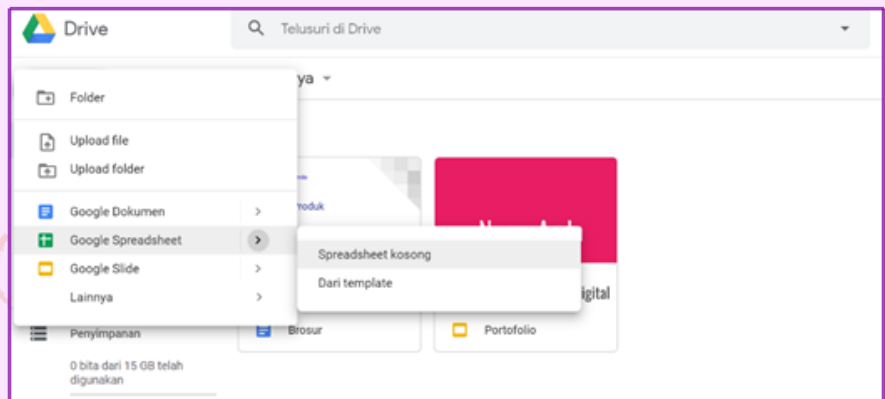 Drive
Telusuri di Drive
ya
Folder
Upload file
Upload folder
Google Dokumen
Google Spreadsheet
Google Slide
Lainnya
Spreadsheet kosong
Dari template
roduk
igital
Brosur
Portofolio
Penyimpanan
0 bita dari 15 GB telah
digunakan